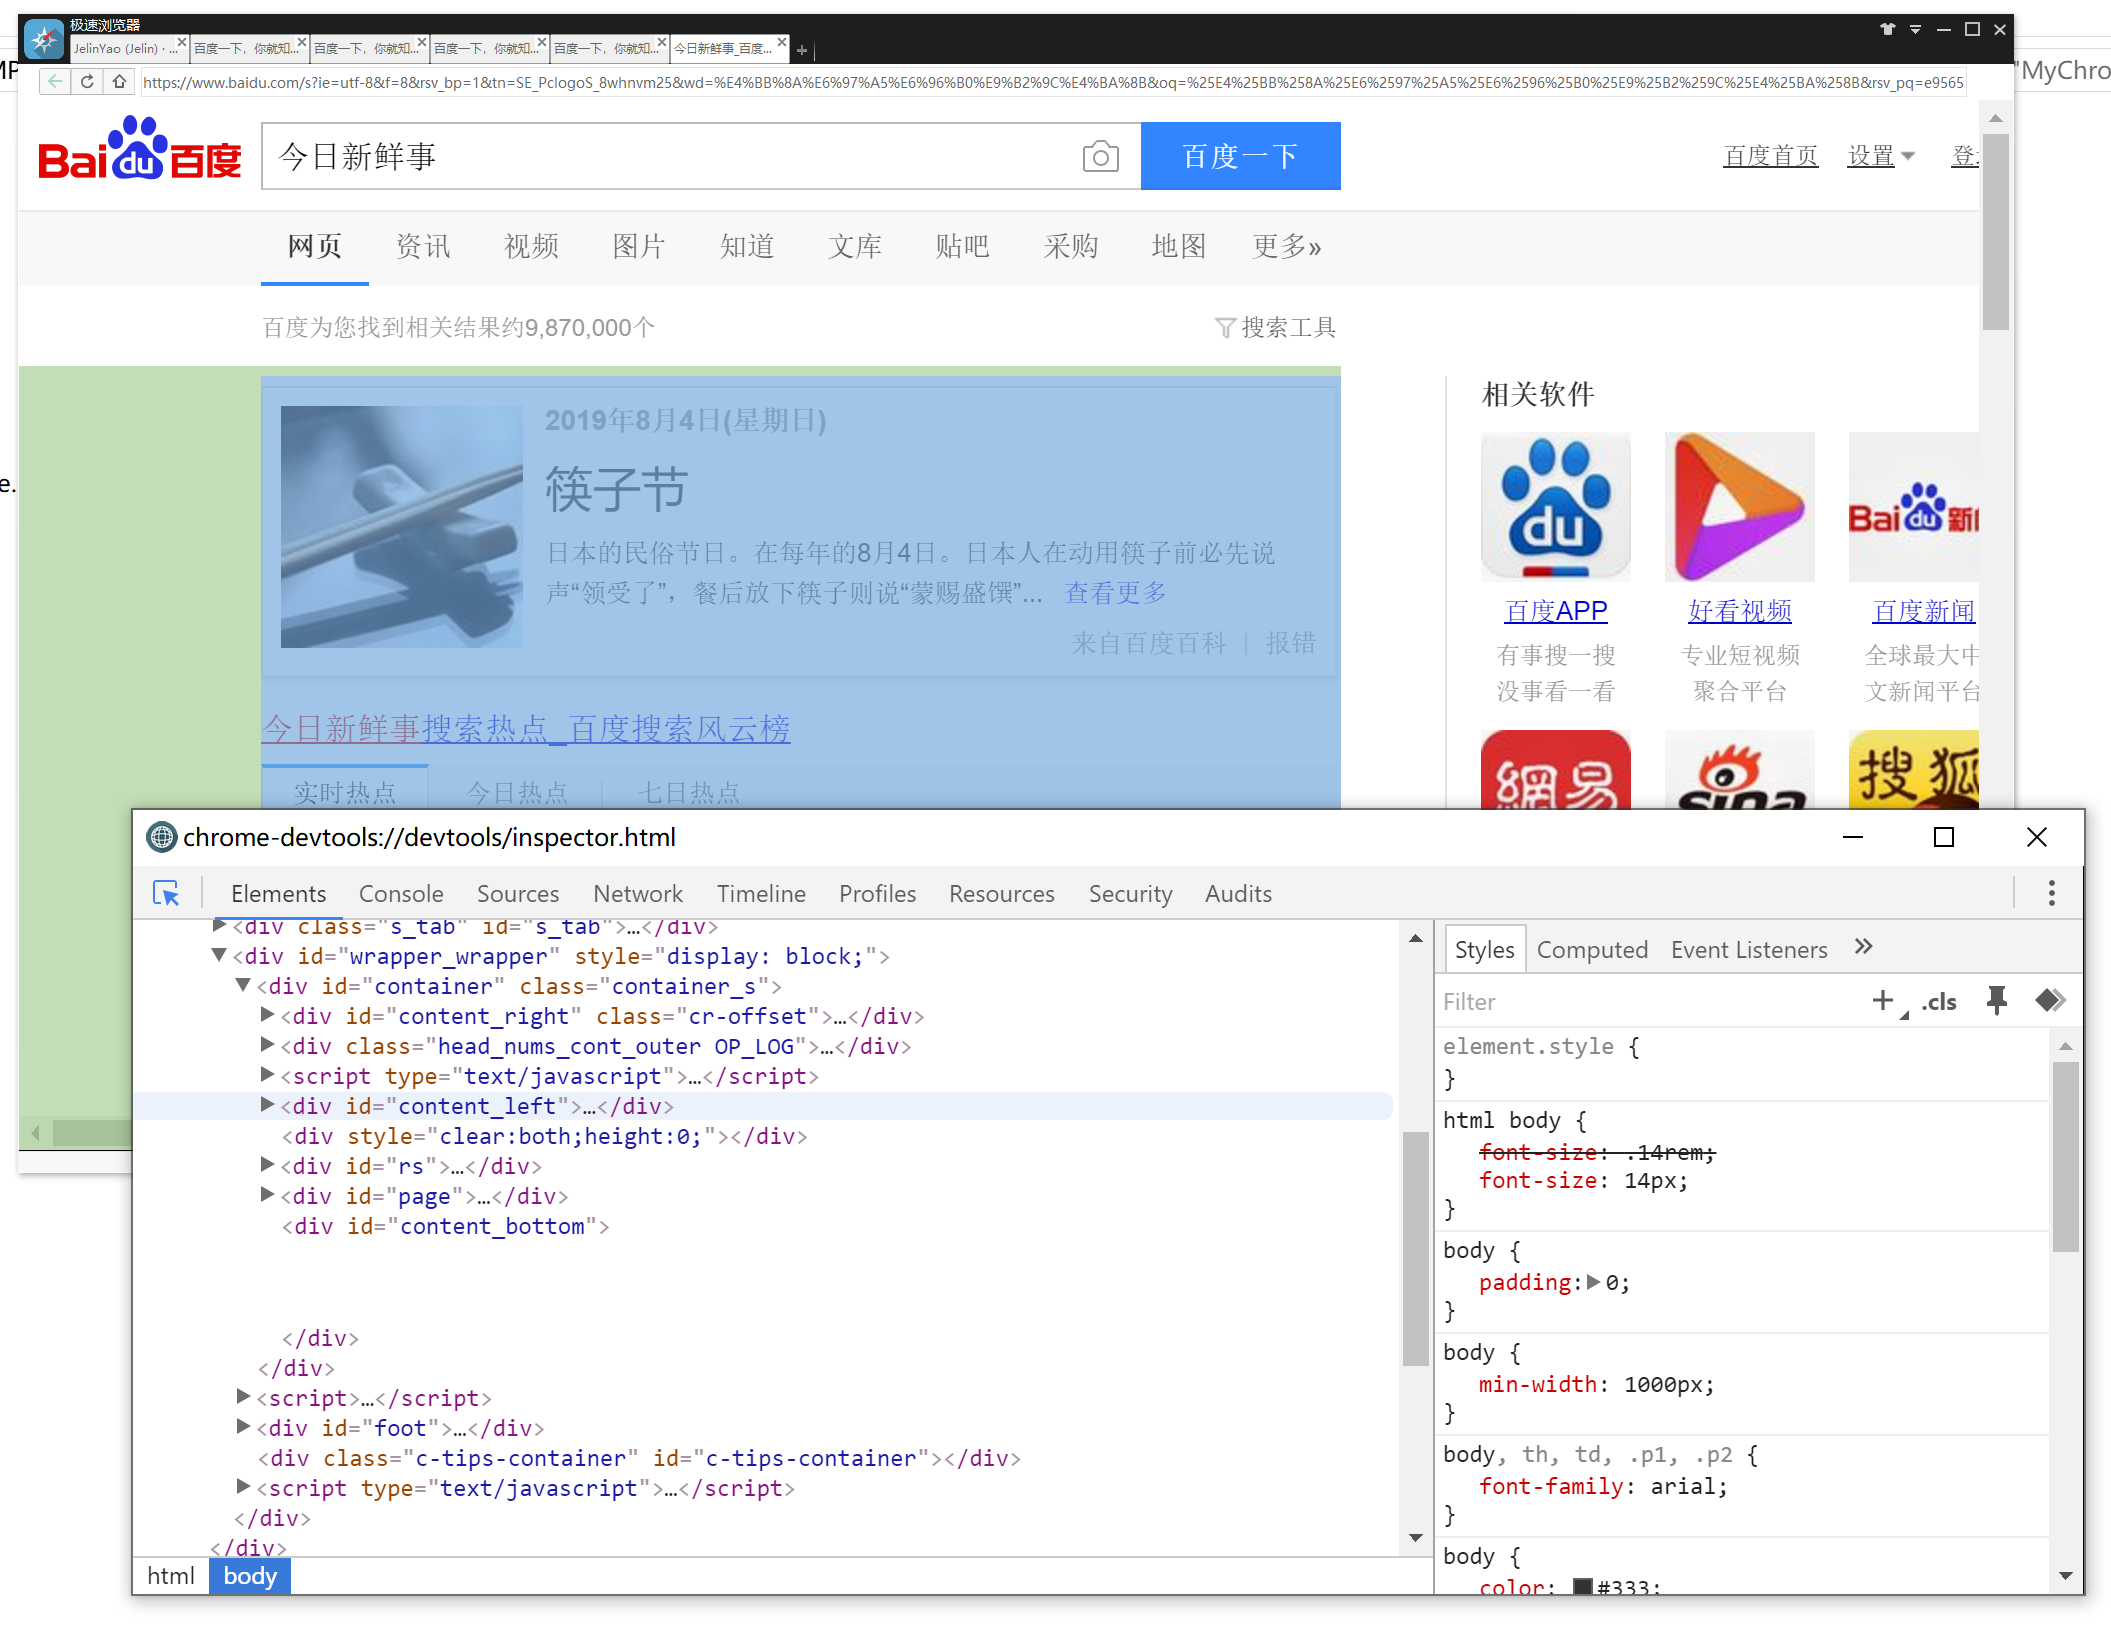 极速浏览器
JelinYao (Jelin) · ...
百度一下，你就知...
百度一下，你就知...
百度一下，你就知...
百度一下，你就知...
今日新鲜事_百度...
https://www.baidu.com/s?ie=utf-8&f=8&rsv_bp=1&tn=SE_PclogoS_8whnvm25&wd=%E4%BB%8A%E6%97%A5%E6%96%B0%E9%B2%9C%E4%BA%8B&oq=%25E4%25BB%258A%25E6%2597%25A5%25E6%2596%25B0%25E9%25B2%259C%25E4%25BA%258B&rsv_pq=e9565
"MyChro
Bai du 百度
今日新鲜事
百度一下
百度首页
设置
网页 资讯 视频 图片 知道 文库 贴吧 采购 地图 更多»
百度为您找到相关结果约9,870,000个
搜索工具
2019年8月4日(星期日)
筷子节
日本的民俗节日。在每年的8月4日。日本人在动用筷子前必先说
声“领受了”，餐后放下筷子则说“蒙赐盛馔”... 查看更多
来自百度百科 | 报错
今日新鲜事搜索热点_百度搜索风云榜
实时热点 今日热点 七日热点
相关软件
du
Bai du 新
百度APP 好看视频 百度新闻
有事搜一搜 专业短视频 全球最大中
没事看一看 聚合平台 文新闻平台
網易 sina 搜狐
e.
chrome-devtools://devtools/inspector.html
Elements Console Sources Network Timeline Profiles Resources Security Audits
<div class="s_tab" id="s_tab">…</div>
<div id="wrapper_wrapper" style="display: block;">
<div id="container" class="container_s">
<div id="content_right" class="cr-offset">…</div>
<div class="head_nums_cont_outer OP_LOG">…</div>
<script type="text/javascript">…</script>
<div id="content_left">…</div>
<div style="clear:both;height:0;"></div>
<div id="rs">…</div>
<div id="page">…</div>
<div id="content_bottom">
</div>
</div>
<script>…</script>
<div id="foot">…</div>
<div class="c-tips-container" id="c-tips-container"></div>
<script type="text/javascript">…</script>
</div>
</div>
html body
Styles Computed Event Listeners »
Filter
+ .cls
element.style {
}
html body {
font-size: .14rem;
font-size: 14px;
}
body {
padding: 0;
}
body {
min-width: 1000px;
}
body, th, td, .p1, .p2 {
font-family: arial;
}
body {
color: #333;